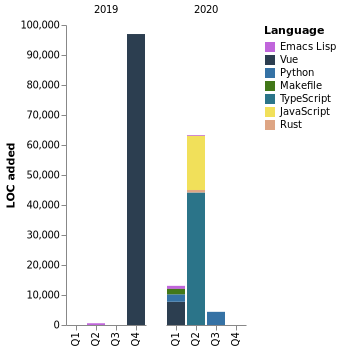 2019
2020
100,000
90,000
80,000
70,000
60,000
50,000
40,000
30,000
20,000
10,000
0
LOC added
Q1
Q2
Q3
Q4
Q1
Q2
Q3
Q4
Language
Emacs Lisp
Vue
Python
Makefile
TypeScript
JavaScript
Rust